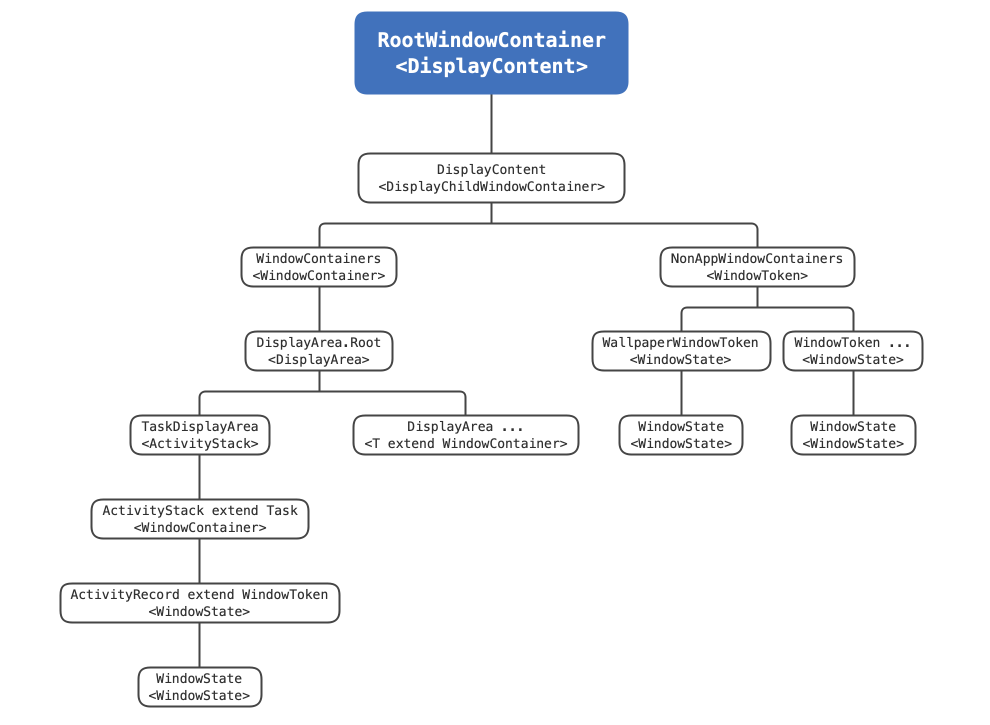 RootWindowContainer
<DisplayContent>
DisplayContent
<DisplayChildWindowContainer>
WindowContainers
<WindowContainer>
NonAppWindowContainers
<WindowToken>
DisplayArea.Root
<DisplayArea>
WallpaperWindowToken
<WindowState>
WindowToken ...
<WindowState>
TaskDisplayArea
<ActivityStack>
DisplayArea ...
<T extend WindowContainer>
WindowState
<WindowState>
WindowState
<WindowState>
ActivityStack extend Task
<WindowContainer>
ActivityRecord extend WindowToken
<WindowState>
WindowState
<WindowState>